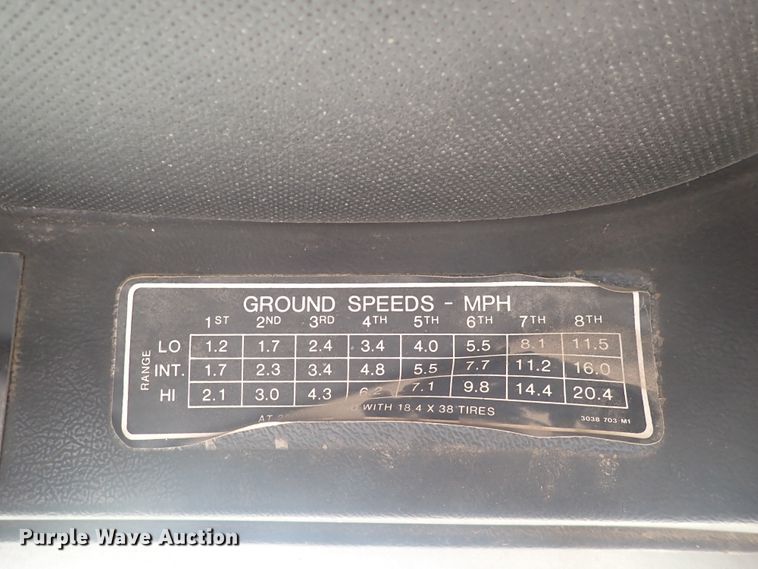 GROUND SPEEDS - MPH
1ST 2ND 3RD 4TH 5TH 6TH 7TH 8TH
RANGE
LO 1.2 1.7 2.4 3.4 4.0 5.5 8.1 11.5
INT. 1.7 2.3 3.4 4.8 5.5 7.7 11.2 16.0
HI 2.1 3.0 4.3 6.2 7.1 9.8 14.4 20.4
AT WITH 18.4 X 38 TIRES
3038 703 M1
Purple Wave Auction